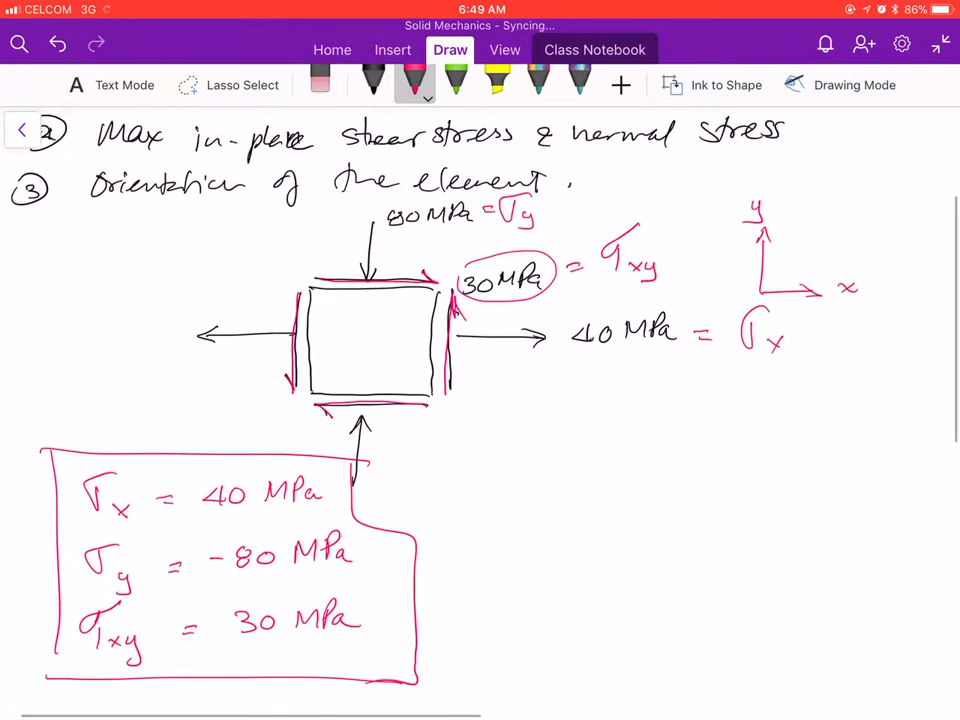 CELCOM 3G 6:49 AM 86%
Solid Mechanics - Syncing...
Home Insert Draw View Class Notebook
A Text Mode Lasso Select Ink to Shape Drawing Mode
② Max in-plane shear stress & normal stress
③ Orientation of the element.
80 MPa = σy
30 MPa = τxy
y
x
40 MPa = σx
σx = 40 MPa
σy = -80 MPa
τxy = 30 MPa